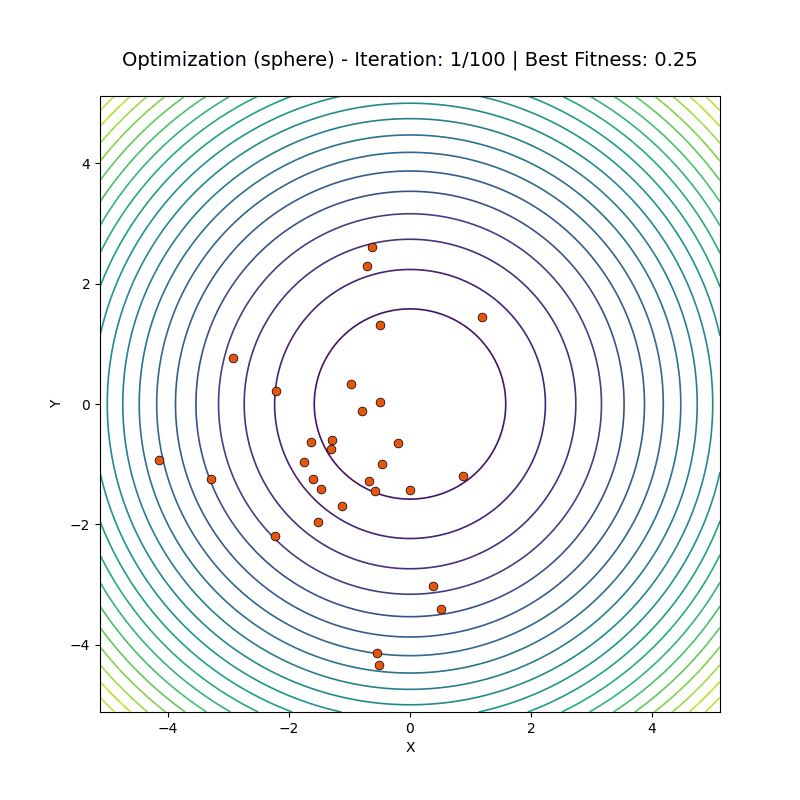 Optimization (sphere) - Iteration: 1/100 | Best Fitness: 0.25
4
2
0
−2
−4
Y
−4 −2 0 2 4
X